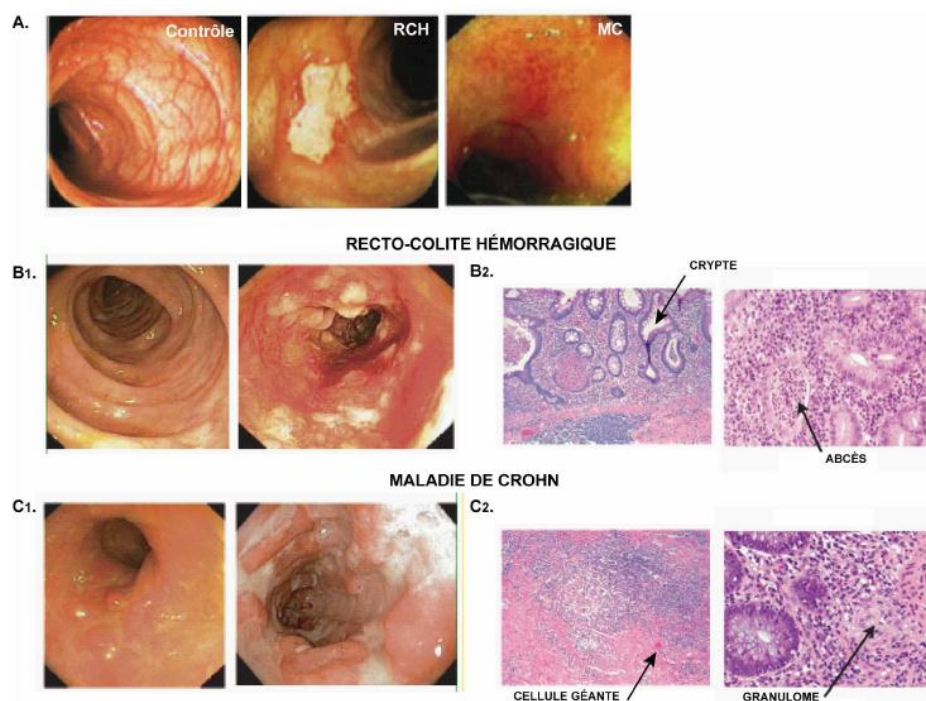 A.
Contrôle
RCH
MC
RECTO-COLITE HÉMORRAGIQUE
B1.
B2.
CRYPTE
ABCÈS
MALADIE DE CROHN
C1.
C2.
CELLULE GÉANTE
GRANULOME